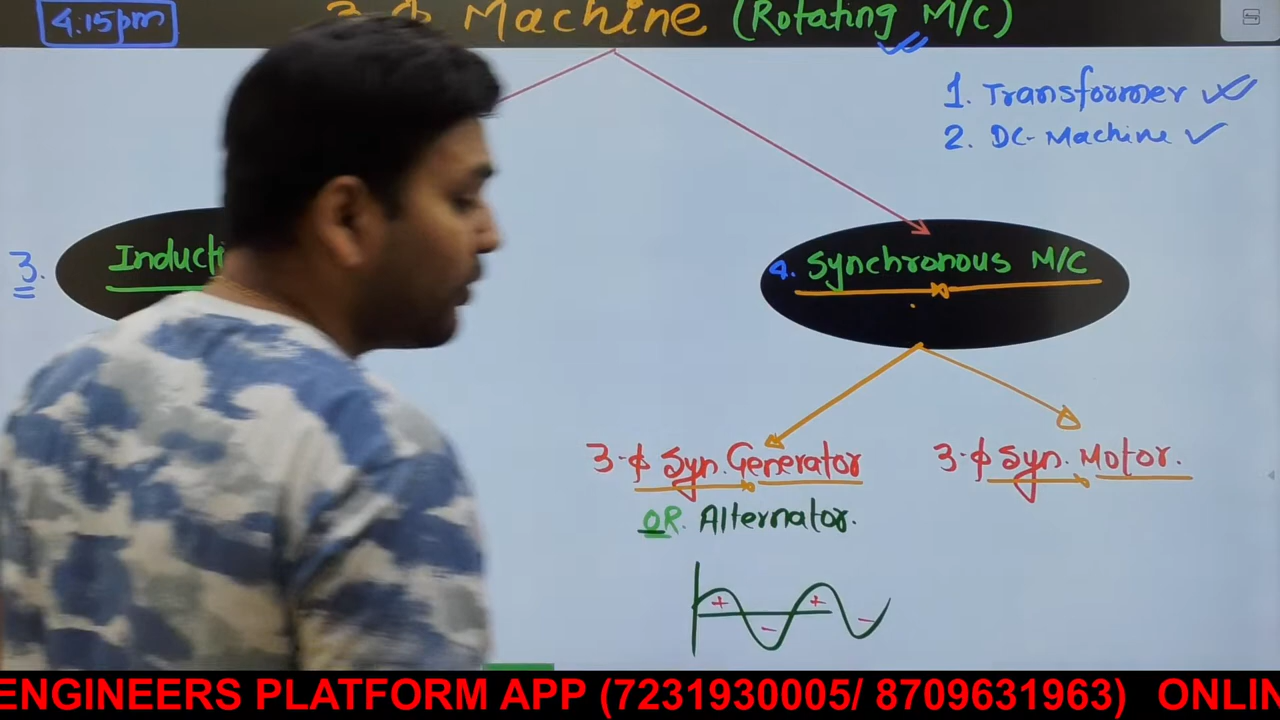 4.15pm
3-ϕ Machine (Rotating M/C)
1. Transformer
2. DC-Machine
3. Inducti
4. Synchronous M/C
3-ϕ Syn. Generator
3-ϕ Syn. Motor.
OR. Alternator.
+ - + -
ENGINEERS PLATFORM APP (7231930005/ 8709631963) ONLIN